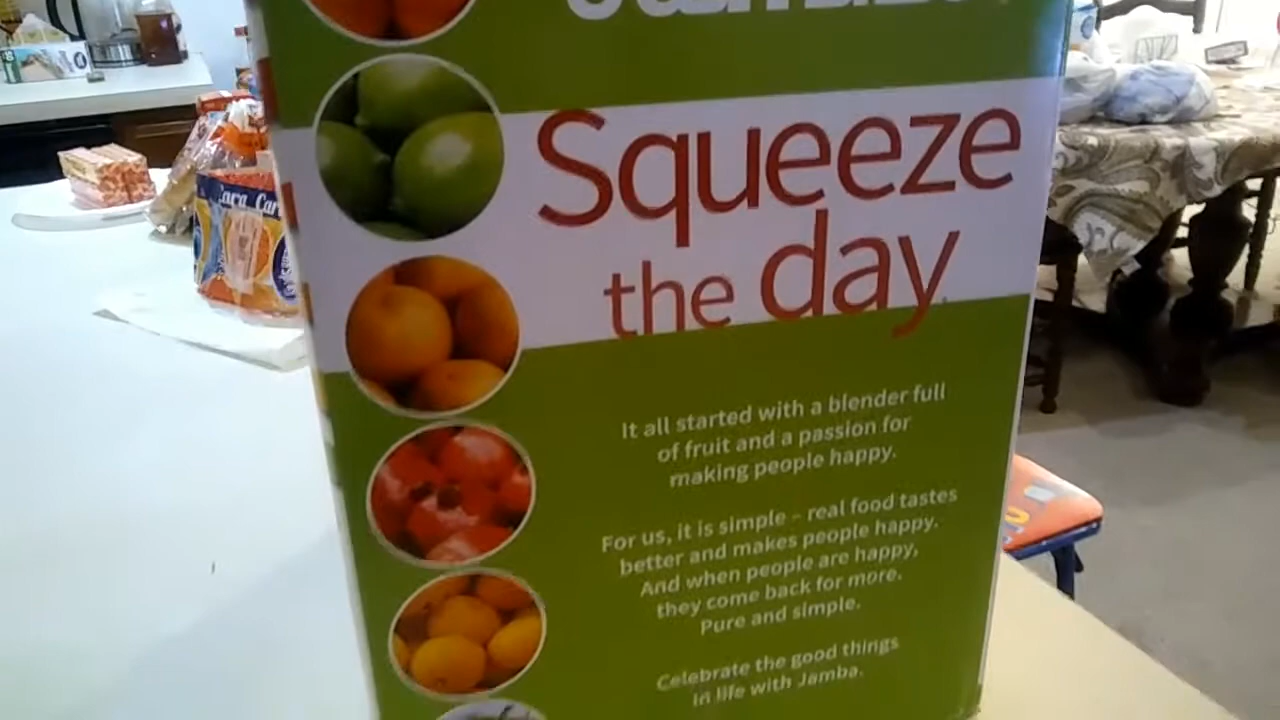 Squeeze
the day
It all started with a blender full
of fruit and a passion for
making people happy.
For us, it is simple - real food tastes
better and makes people happy.
And when people are happy,
they come back for more.
Pure and simple.
Celebrate the good things
in life with Jamba.